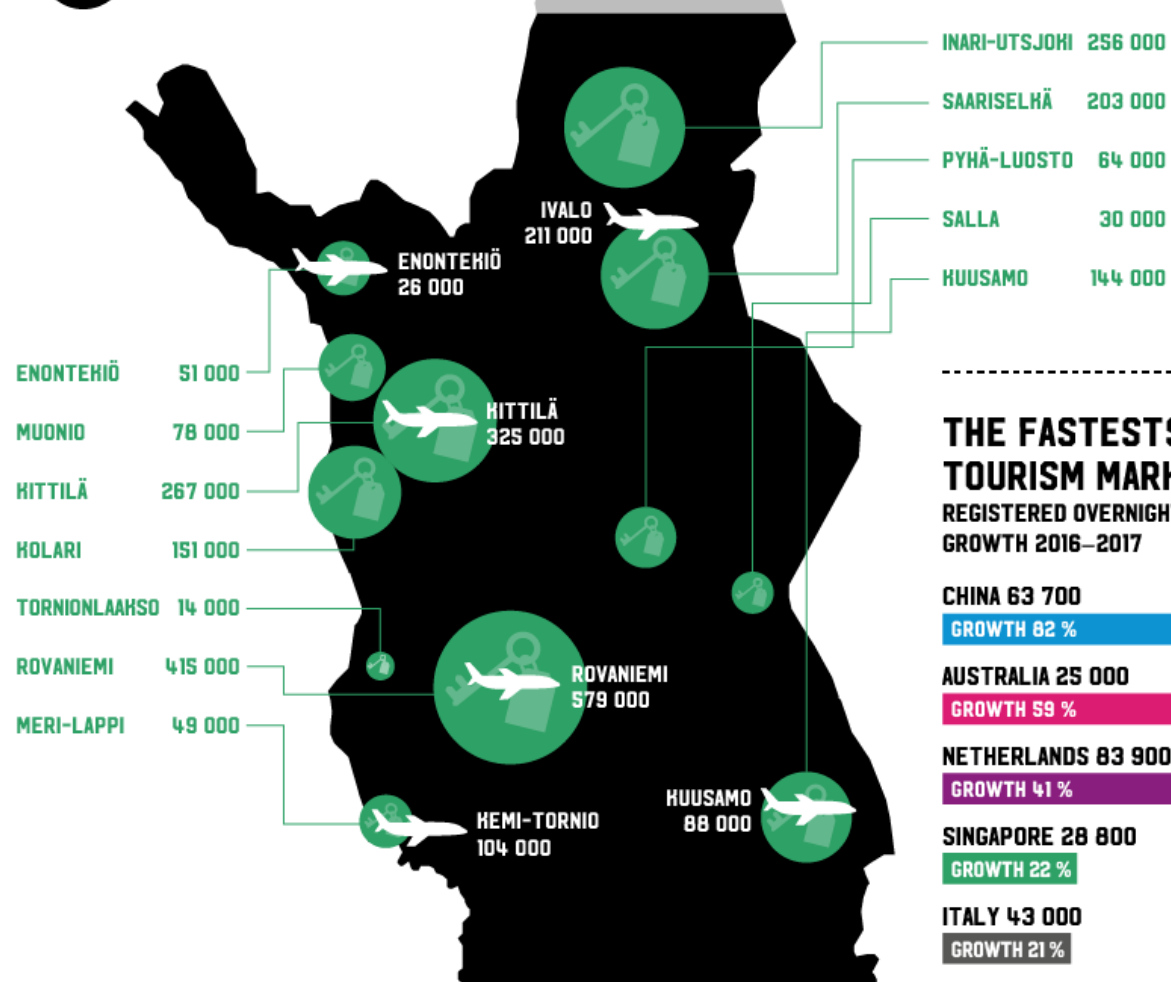 INARI-UTSJOKI 256 000
SAARISELKÄ 203 000
PYHÄ-LUOSTO 64 000
SALLA 30 000
KUUSAMO 144 000
IVALO
211 000
ENONTEKIÖ
26 000
ENONTEKIÖ 51 000
MUONIO 78 000
KITTILÄ 267 000
KOLARI 151 000
TORNIONLAAKSO 14 000
ROVANIEMI 415 000
MERI-LAPPI 49 000
KITTILÄ
325 000
ROVANIEMI
579 000
KEMI-TORNIO
104 000
KUUSAMO
88 000
THE FASTESTS
TOURISM MARK
REGISTERED OVERNIGH
GROWTH 2016–2017
CHINA 63 700
GROWTH 82 %
AUSTRALIA 25 000
GROWTH 59 %
NETHERLANDS 83 900
GROWTH 41 %
SINGAPORE 28 800
GROWTH 22 %
ITALY 43 000
GROWTH 21 %